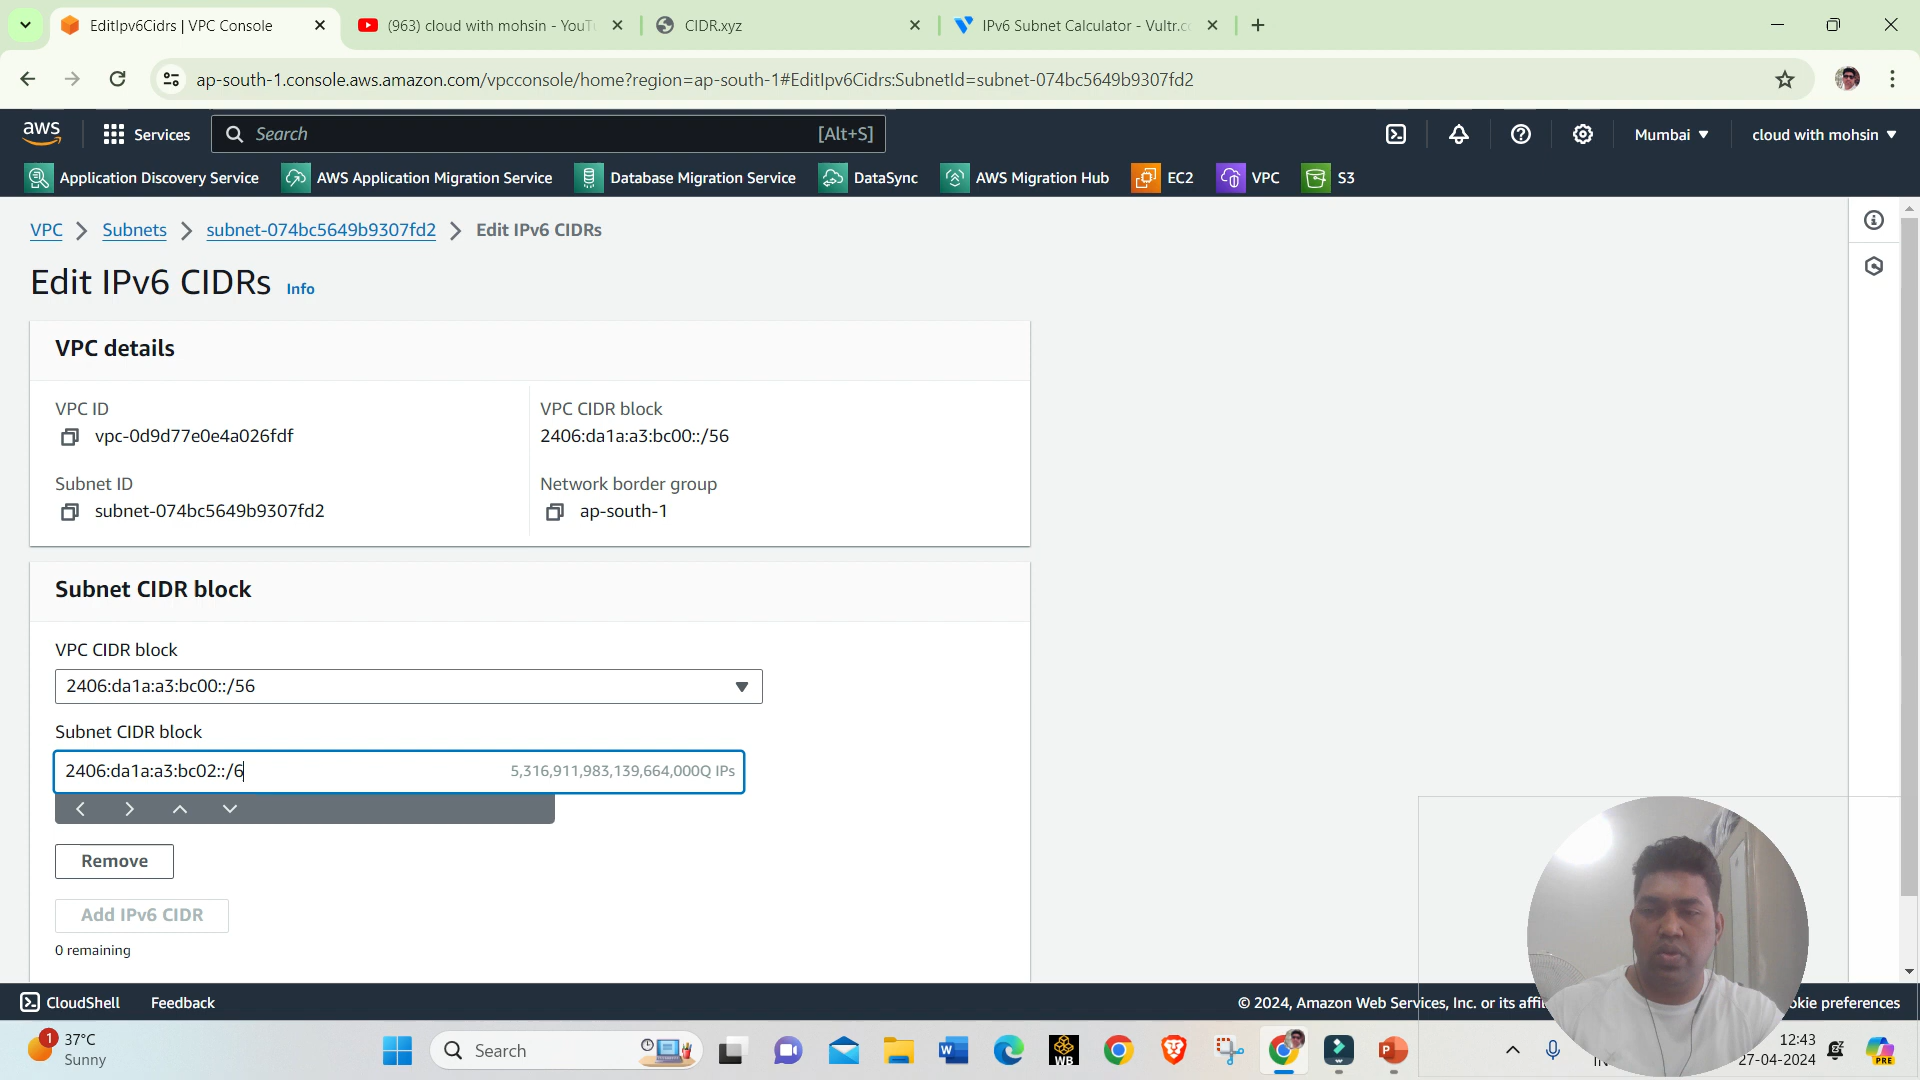 EditIpv6Cidrs | VPC Console
(963) cloud with mohsin - YouTu
CIDR.xyz
IPv6 Subnet Calculator - Vultr.co
ap-south-1.console.aws.amazon.com/vpcconsole/home?region=ap-south-1#EditIpv6Cidrs:SubnetId=subnet-074bc5649b9307fd2
aws
Services
Search
[Alt+S]
Mumbai
cloud with mohsin
Application Discovery Service
AWS Application Migration Service
Database Migration Service
DataSync
AWS Migration Hub
EC2
VPC
S3
VPC
Subnets
subnet-074bc5649b9307fd2
Edit IPv6 CIDRs
Edit IPv6 CIDRs
Info
VPC details
VPC ID
vpc-0d9d77e0e4a026fdf
VPC CIDR block
2406:da1a:a3:bc00::/56
Subnet ID
subnet-074bc5649b9307fd2
Network border group
ap-south-1
Subnet CIDR block
VPC CIDR block
2406:da1a:a3:bc00::/56
Subnet CIDR block
2406:da1a:a3:bc02::/6
5,316,911,983,139,664,000Q IPs
Remove
Add IPv6 CIDR
0 remaining
CloudShell
Feedback
© 2024, Amazon Web Services, Inc. or its
preferences
1
37°C
Sunny
Search
WB
12:43
27-04-2024
PRE